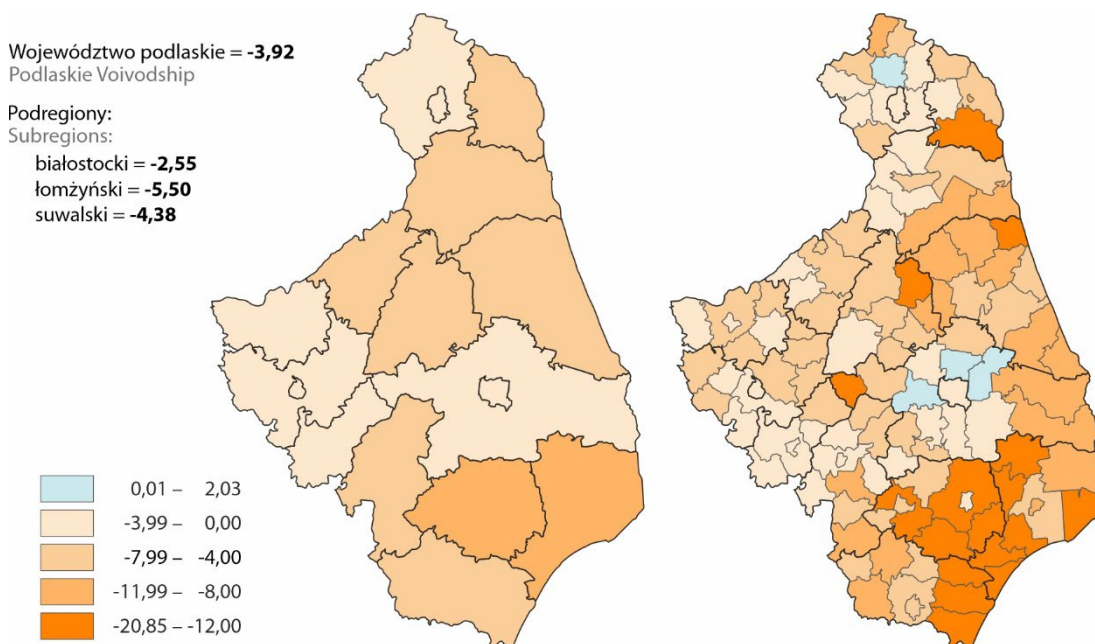 Województwo podlaskie = -3,92
Podlaskie Voivodship
Podregiony:
Subregions:
białostocki = -2,55
łomżyński = -5,50
suwalski = -4,38
0,01 – 2,03
-3,99 – 0,00
-7,99 – -4,00
-11,99 – -8,00
-20,85 – -12,00